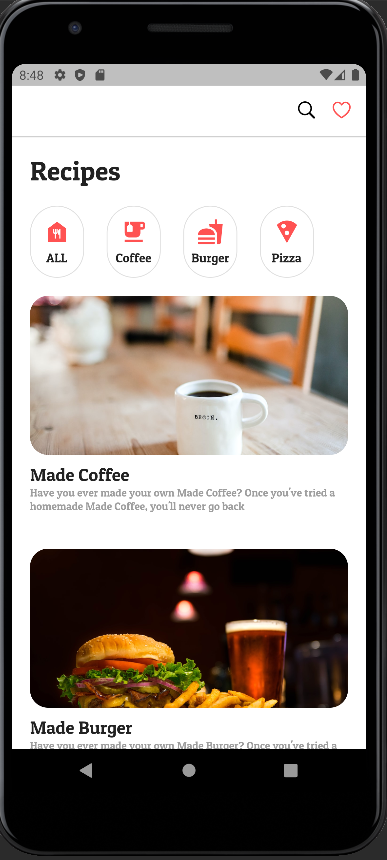 8:48
Recipes
ALL
Coffee
Burger
Pizza
BEGIN.
Made Coffee
Have you ever made your own Made Coffee? Once you've tried a
homemade Made Coffee, you'll never go back
Made Burger
Have you ever made your own Made Burger? Once you've tried a